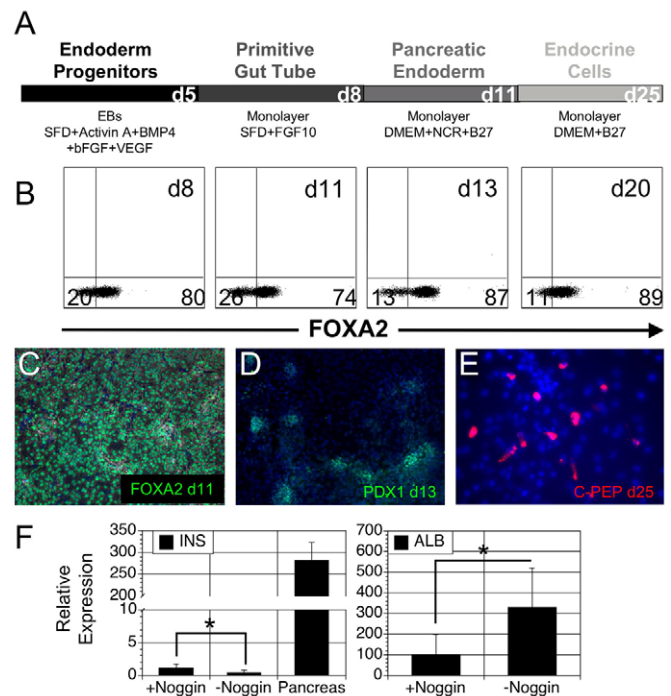 A
Endoderm Progenitors
Primitive Gut Tube
Pancreatic Endoderm
Endocrine Cells
d5
d8
d11
d25
EBs
SFD+Activin A+BMP4
+bFGF+VEGF
Monolayer
SFD+FGF10
Monolayer
DMEM+NCR+B27
Monolayer
DMEM+B27
B
d8
20
80
d11
26
74
d13
13
87
d20
11
89
FOXA2
C
FOXA2 d11
D
PDX1 d13
E
C-PEP d25
F
Relative
Expression
350
300
250
200
10
5
0
INS
*
+Noggin
-Noggin
Pancreas
700
600
500
400
300
200
100
0
ALB
*
+Noggin
-Noggin